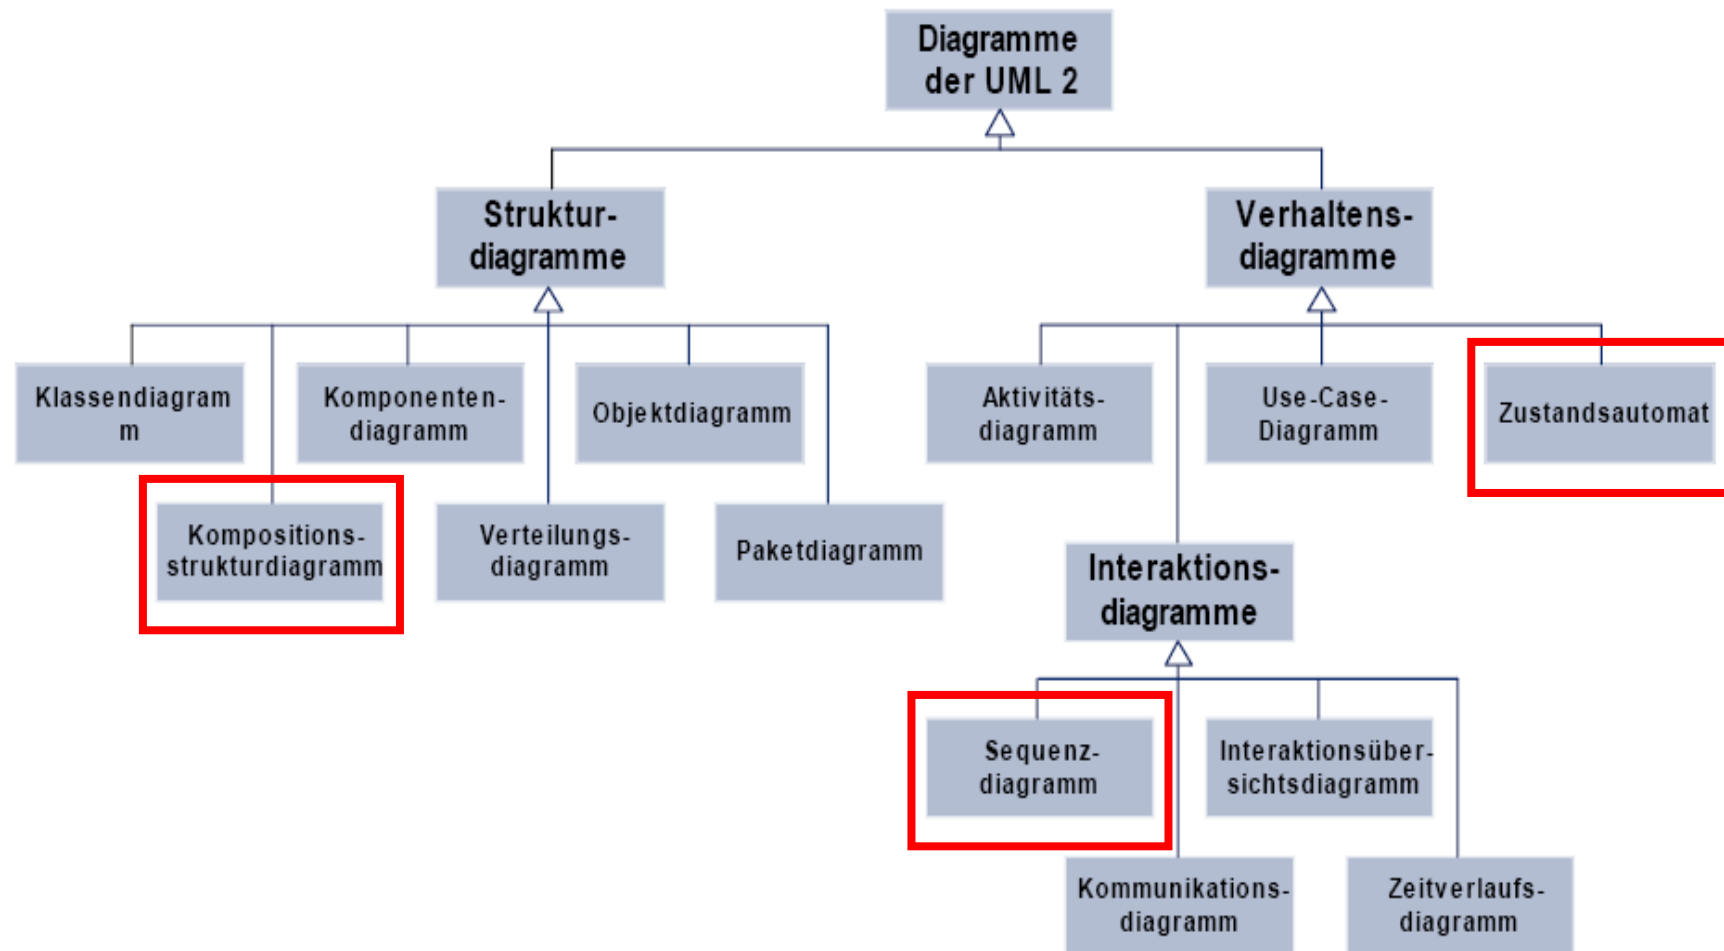 Diagramme
der UML 2
Struktur-
diagramme
Verhaltens-
diagramme
Klassendiagram
m
Komponenten-
diagramm
Objektdiagramm
Aktivitäts-
diagramm
Use-Case-
Diagramm
Zustandsautomat
Kompositions-
strukturdiagramm
Verteilungs-
diagramm
Paketdiagramm
Interaktions-
diagramme
Sequenz-
diagramm
Interaktionsüber-
sichtsdiagramm
Kommunikations-
diagramm
Zeitverlaufs-
diagramm